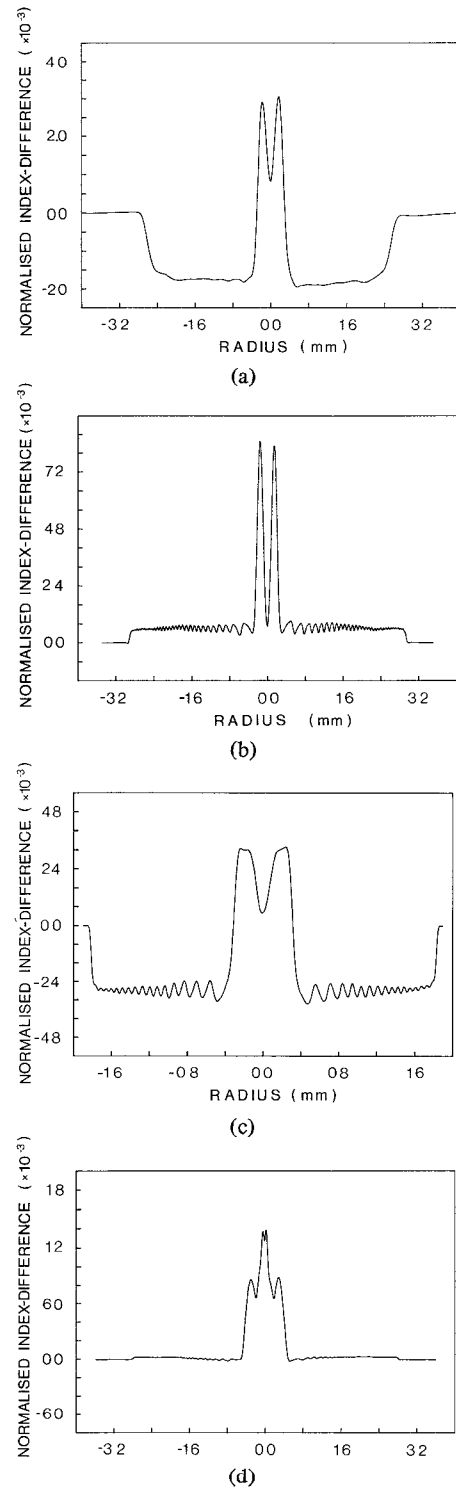 NORMALISED INDEX-DIFFERENCE (×10⁻³)
40
2.0
00
-20
-32 -16 00 16 32
RADIUS (mm)
(a)
NORMALISED INDEX-DIFFERENCE (×10⁻³)
72
48
24
00
-32 -16 00 16 32
RADIUS (mm)
(b)
NORMALISED INDEX-DIFFERENCE (×10⁻³)
48
24
00
-24
-48
-16 -08 00 08 16
RADIUS (mm)
(c)
NORMALISED INDEX-DIFFERENCE (×10⁻³)
18
12
60
00
-60
-32 -16 00 16 32
(d)